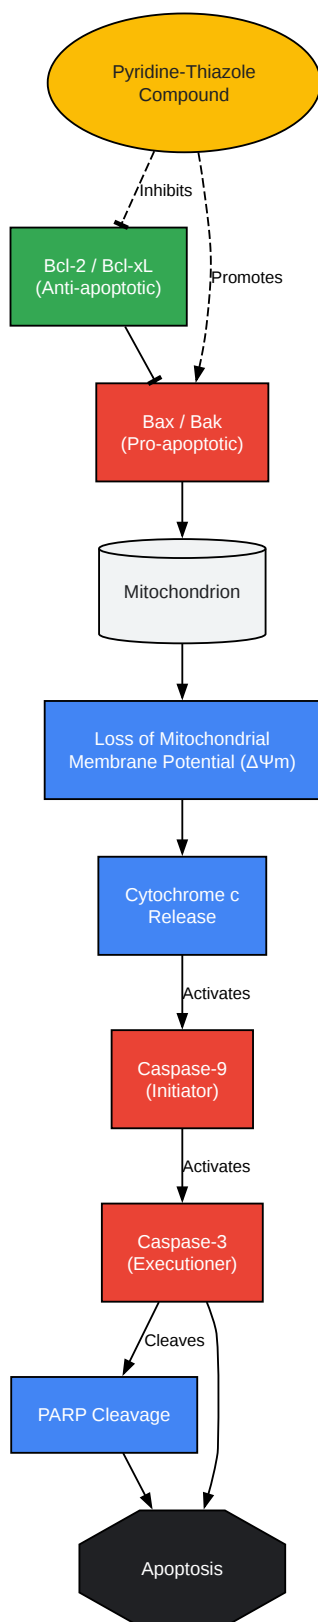 Pyridine-Thiazole
Compound
Inhibits
Bcl-2 / Bcl-xL
(Anti-apoptotic)
Promotes
Bax / Bak
(Pro-apoptotic)
Mitochondrion
Loss of Mitochondrial
Membrane Potential (ΔΨm)
Cytochrome c
Release
Activates
Caspase-9
(Initiator)
Activates
Caspase-3
(Executioner)
Cleaves
PARP Cleavage
Apoptosis